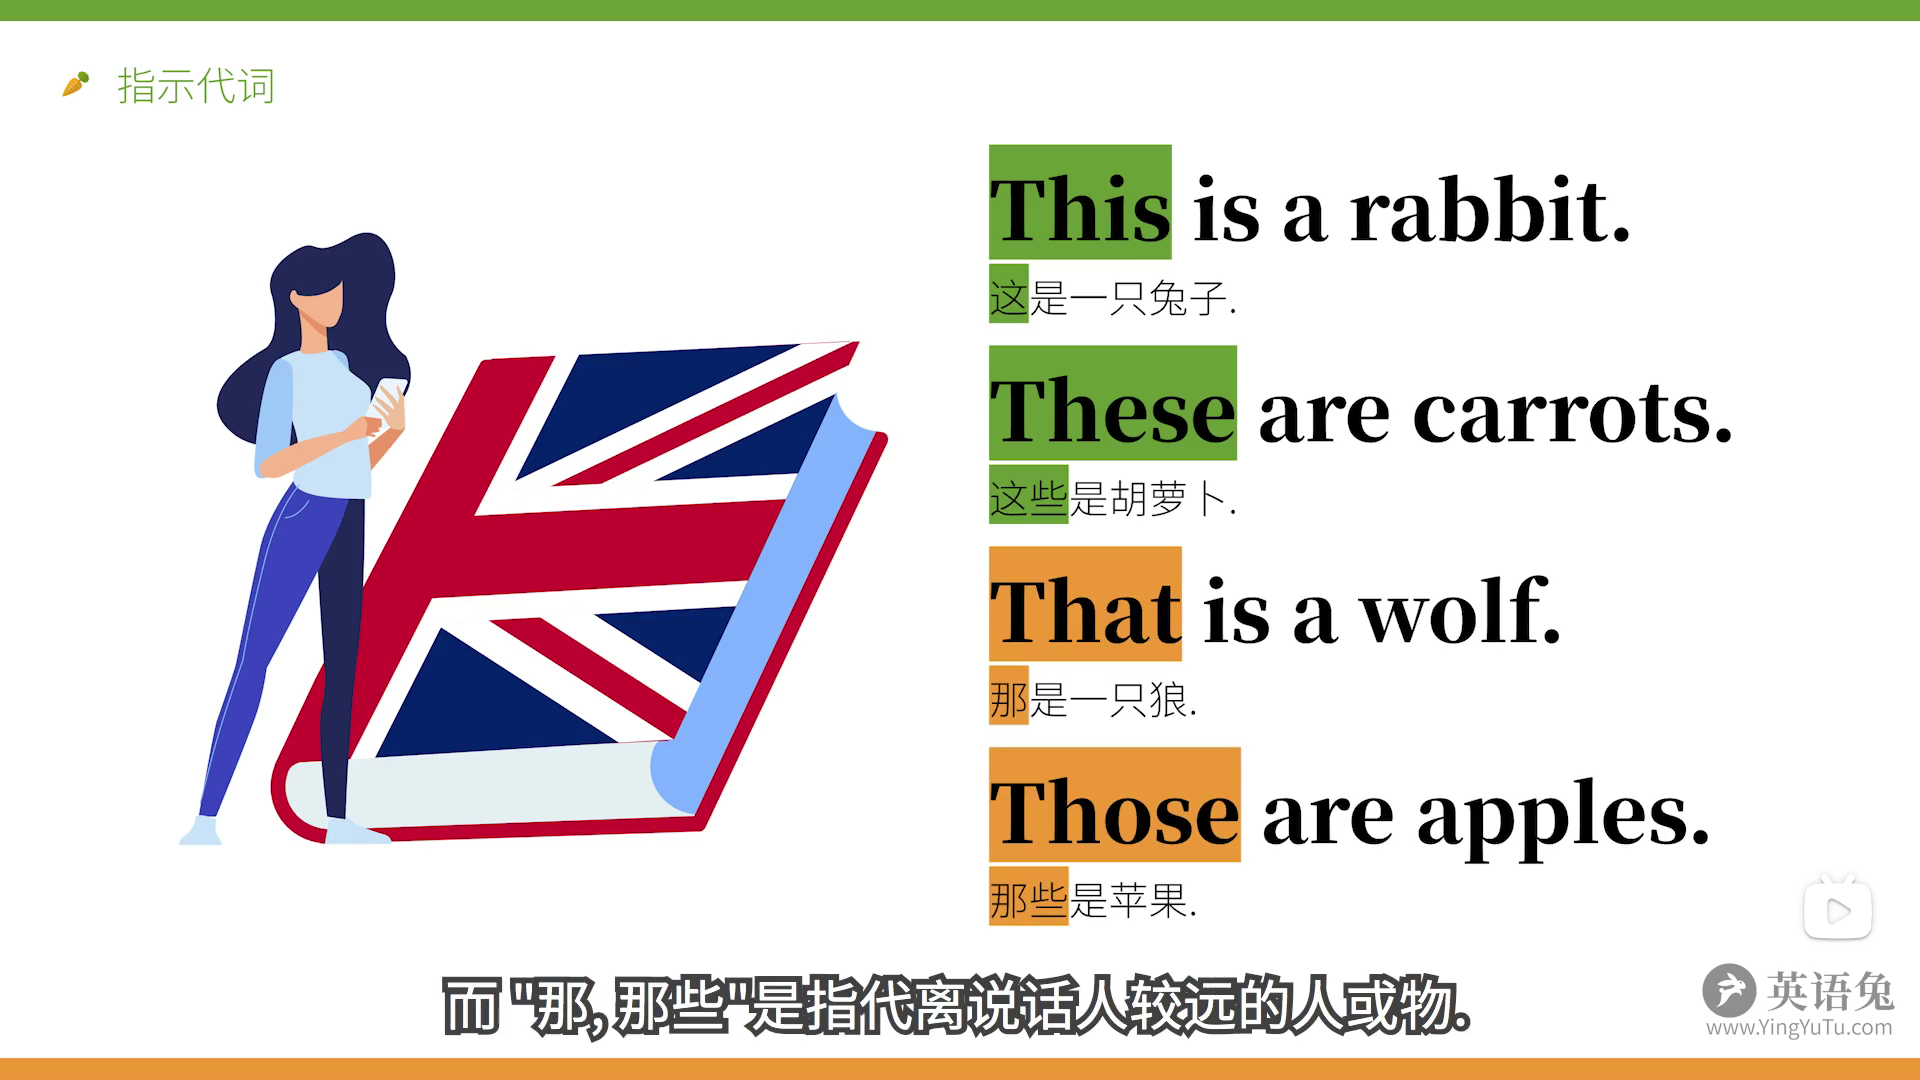 指示代词
This is a rabbit.
这是一只兔子.
These are carrots.
这些是胡萝卜.
That is a wolf.
那是一只狼.
Those are apples.
那些是苹果.
而 "那, 那些"是指代离说话人较远的人或物.
英语兔
www.YingYuTu.com